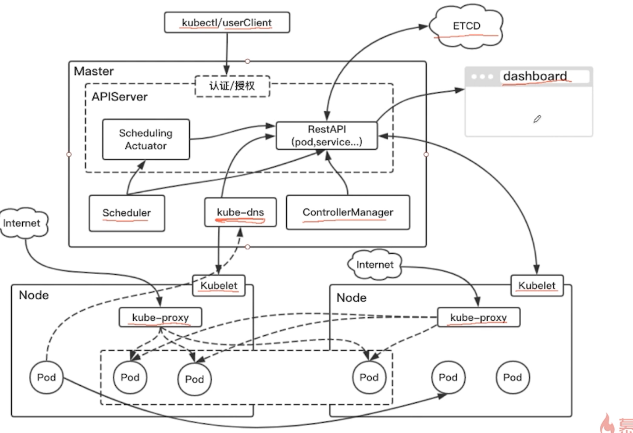 kubectl/userClient
ETCD
Master
认证/授权
dashboard
APIServer
Scheduling
Actuator
RestAPI
(pod,service...)
Scheduler
kube-dns
ControllerManager
Internet
Internet
Kubelet
Kubelet
Node
Node
kube-proxy
kube-proxy
Pod
Pod
Pod
Pod
Pod
Pod
慕